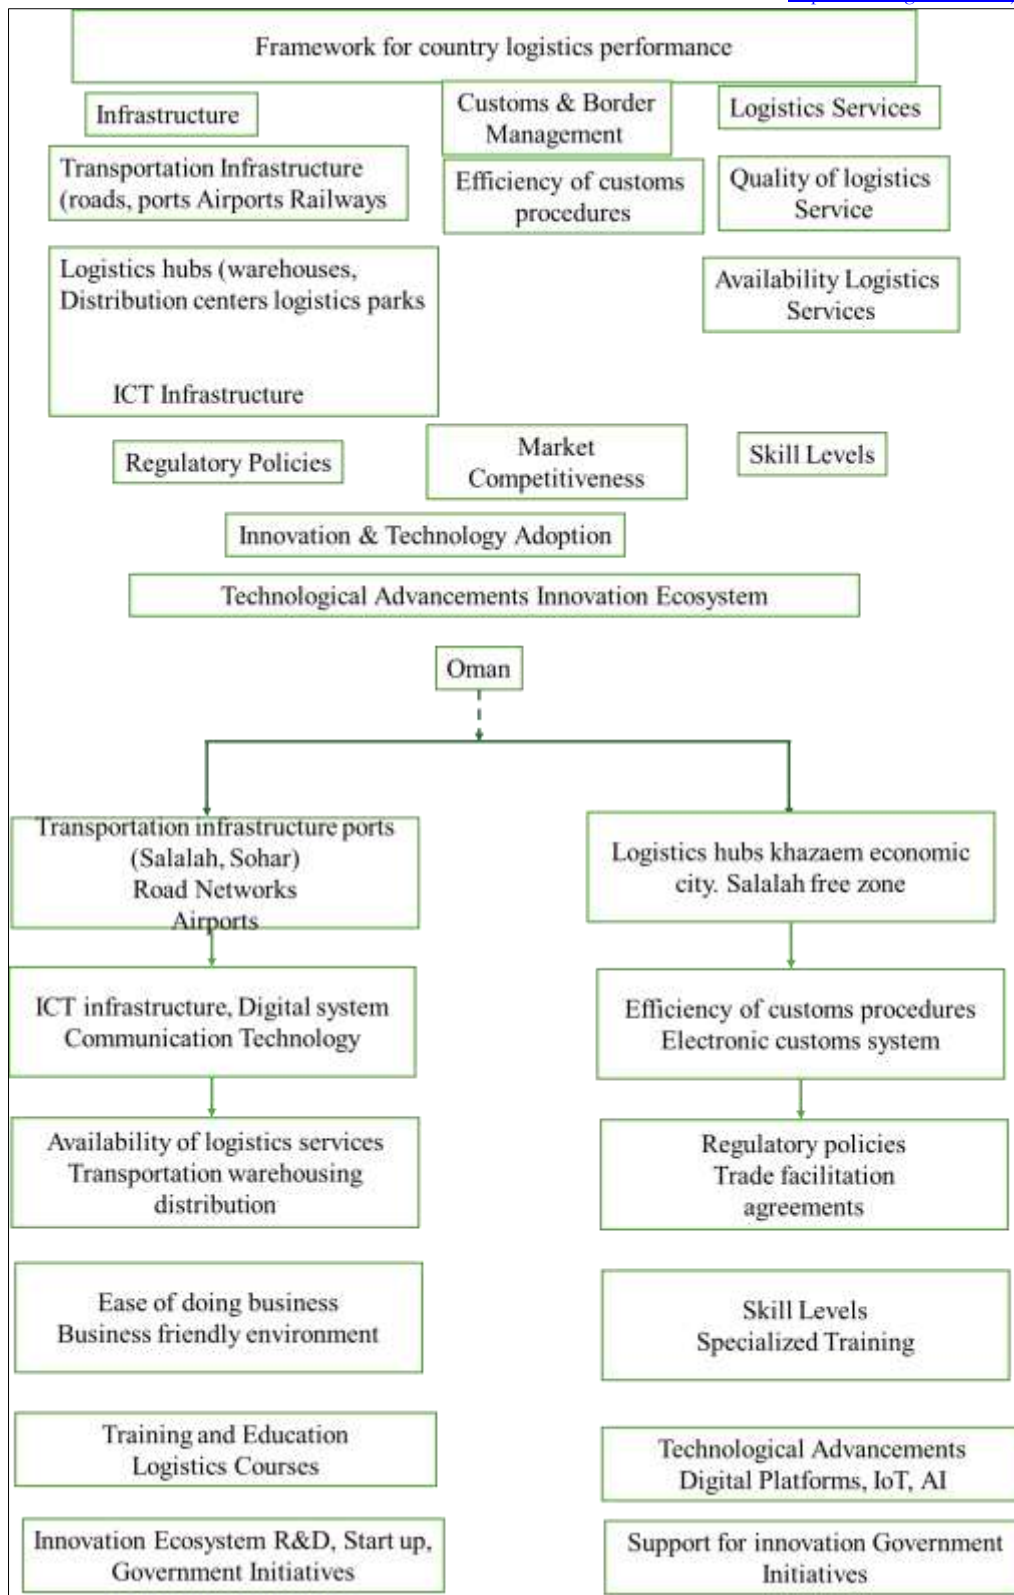 Framework for country logistics performance
Infrastructure
Customs & Border
Management
Logistics Services
Transportation Infrastructure
(roads, ports Airports Railways
Efficiency of customs
procedures
Quality of logistics
Service
Logistics hubs (warehouses,
Distribution centers logistics parks
ICT Infrastructure
Availability Logistics
Services
Regulatory Policies
Market
Competitiveness
Skill Levels
Innovation & Technology Adoption
Technological Advancements Innovation Ecosystem
Oman
Transportation infrastructure ports
(Salalah, Sohar)
Road Networks
Airports
Logistics hubs khazaem economic
city. Salalah free zone
ICT infrastructure, Digital system
Communication Technology
Efficiency of customs procedures
Electronic customs system
Availability of logistics services
Transportation warehousing
distribution
Regulatory policies
Trade facilitation
agreements
Ease of doing business
Business friendly environment
Skill Levels
Specialized Training
Training and Education
Logistics Courses
Technological Advancements
Digital Platforms, IoT, AI
Innovation Ecosystem R&D, Start up,
Government Initiatives
Support for innovation Government
Initiatives